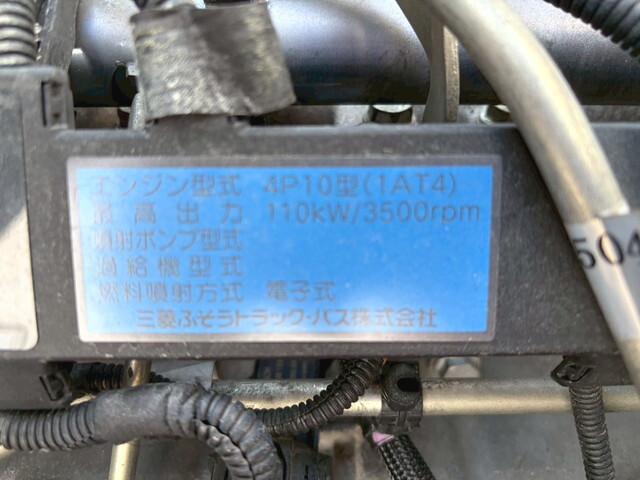 エンジン型式 4P10型(1AT4)
最高出力 110kW/3500rpm
噴射ポンプ型式
過給機型式
燃料噴射方式 電子式
三菱ふそうトラック・バス株式会社
504